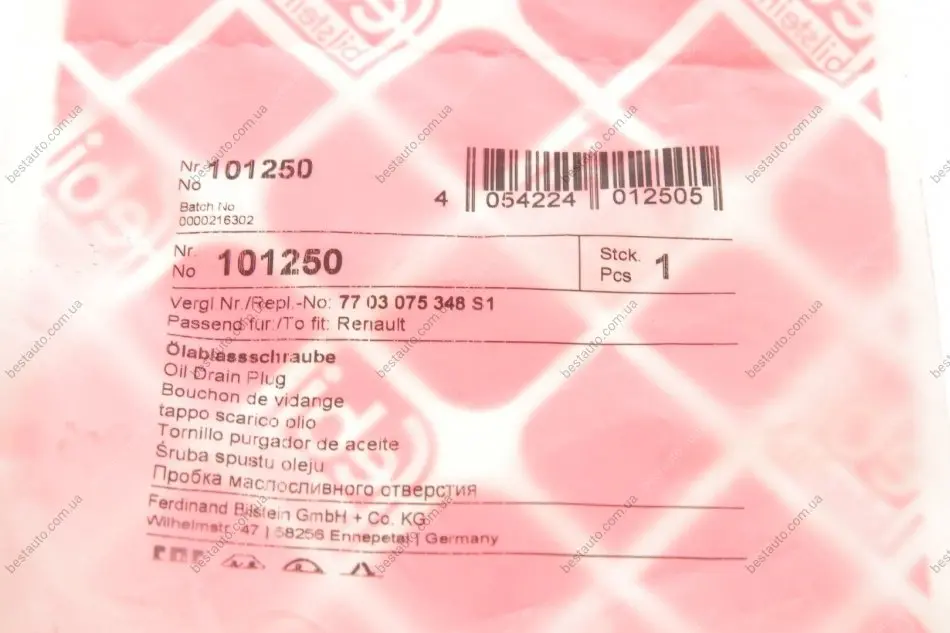 Nr. 101250
No
Batch No
0000216302
4 054224 012505
Nr.
No 101250
Stck.
Pcs 1
Vergl Nr./Repl.-No: 77 03 075 348 S1
Passend für:/To fit: Renault
Ölablassschraube
Oil Drain Plug
Bouchon de vidange
tappo scarico olio
Tornillo purgador de aceite
Śruba spustu oleju
Пробка маслосливного отверстия
Ferdinand Bilstein GmbH + Co. KG
Wilhelmstr. 47 | 58256 Ennepetal | Germany
febi
bilstein
bestauto.com.ua